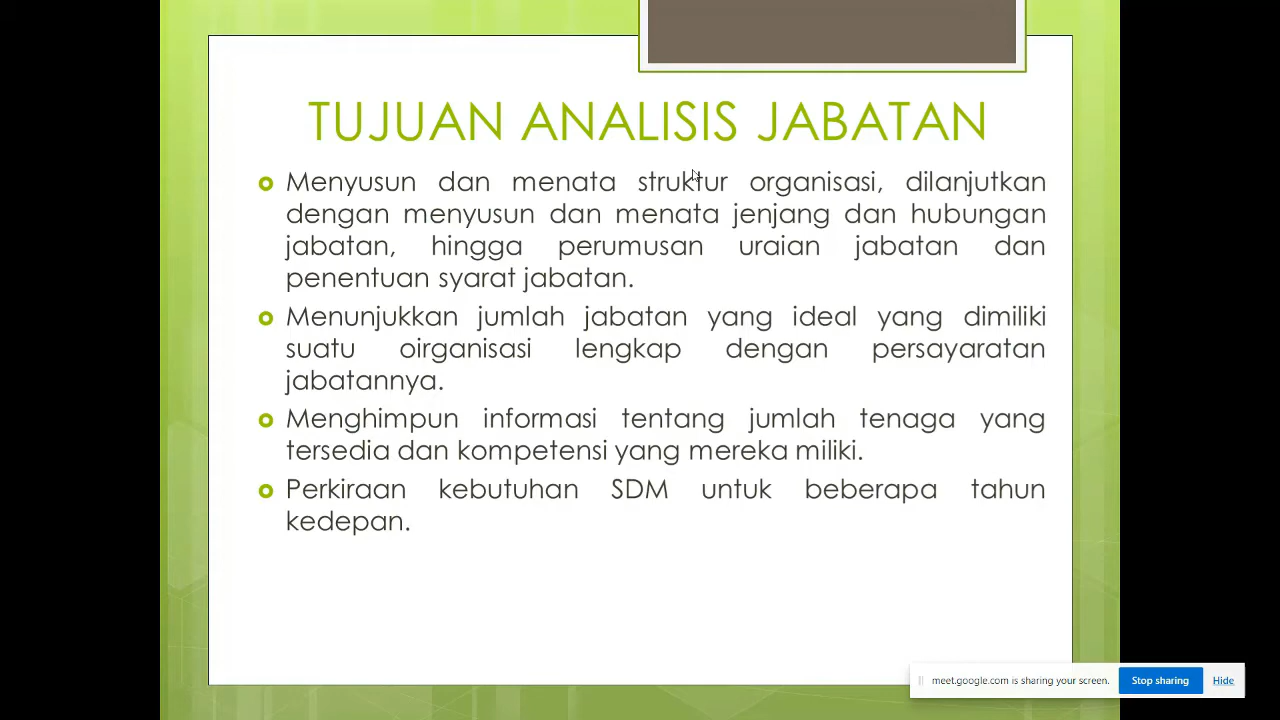 TUJUAN ANALISIS JABATAN
Menyusun dan menata struktur organisasi, dilanjutkan
dengan menyusun dan menata jenjang dan hubungan
jabatan, hingga perumusan uraian jabatan dan
penentuan syarat jabatan.
Menunjukkan jumlah jabatan yang ideal yang dimiliki
suatu oirganisasi lengkap dengan persayaratan
jabatannya.
Menghimpun informasi tentang jumlah tenaga yang
tersedia dan kompetensi yang mereka miliki.
Perkiraan kebutuhan SDM untuk beberapa tahun
kedepan.
meet.google.com is sharing your screen. Stop sharing Hide